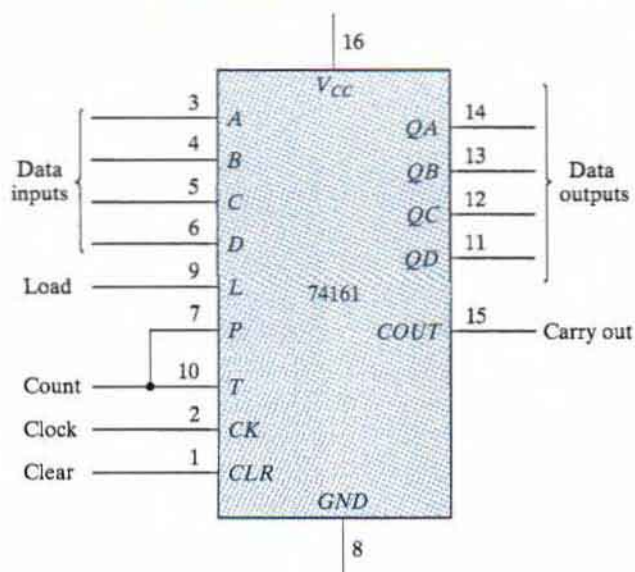 16
V_CC
3 A
14
QA
4 B
13
QB
Data inputs
5 C
12
QC
Data outputs
6 D
11
QD
Load 9 L
74161
7 P
COUT 15 Carry out
Count 10 T
Clock 2 CK
Clear 1 CLR
GND
8